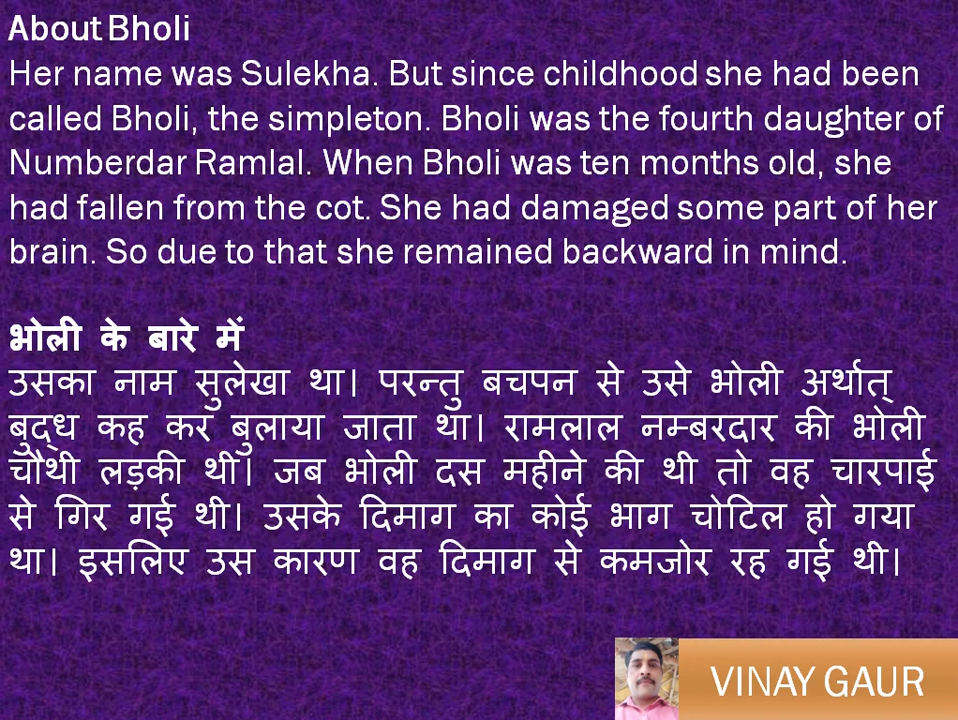 About Bholi
Her name was Sulekha. But since childhood she had been
called Bholi, the simpleton. Bholi was the fourth daughter of
Numberdar Ramlal. When Bholi was ten months old, she
had fallen from the cot. She had damaged some part of her
brain. So due to that she remained backward in mind.
भोली के बारे में
उसका नाम सुलेखा था। परन्तु बचपन से उसे भोली अर्थात्
बुद्ध कह कर बुलाया जाता था। रामलाल नम्बरदार की भोली
चौथी लड़की थी। जब भोली दस महीने की थी तो वह चारपाई
से गिर गई थी। उसके दिमाग का कोई भाग चोटिल हो गया
था। इसलिए उस कारण वह दिमाग से कमजोर रह गई थी।
VINAY GAUR